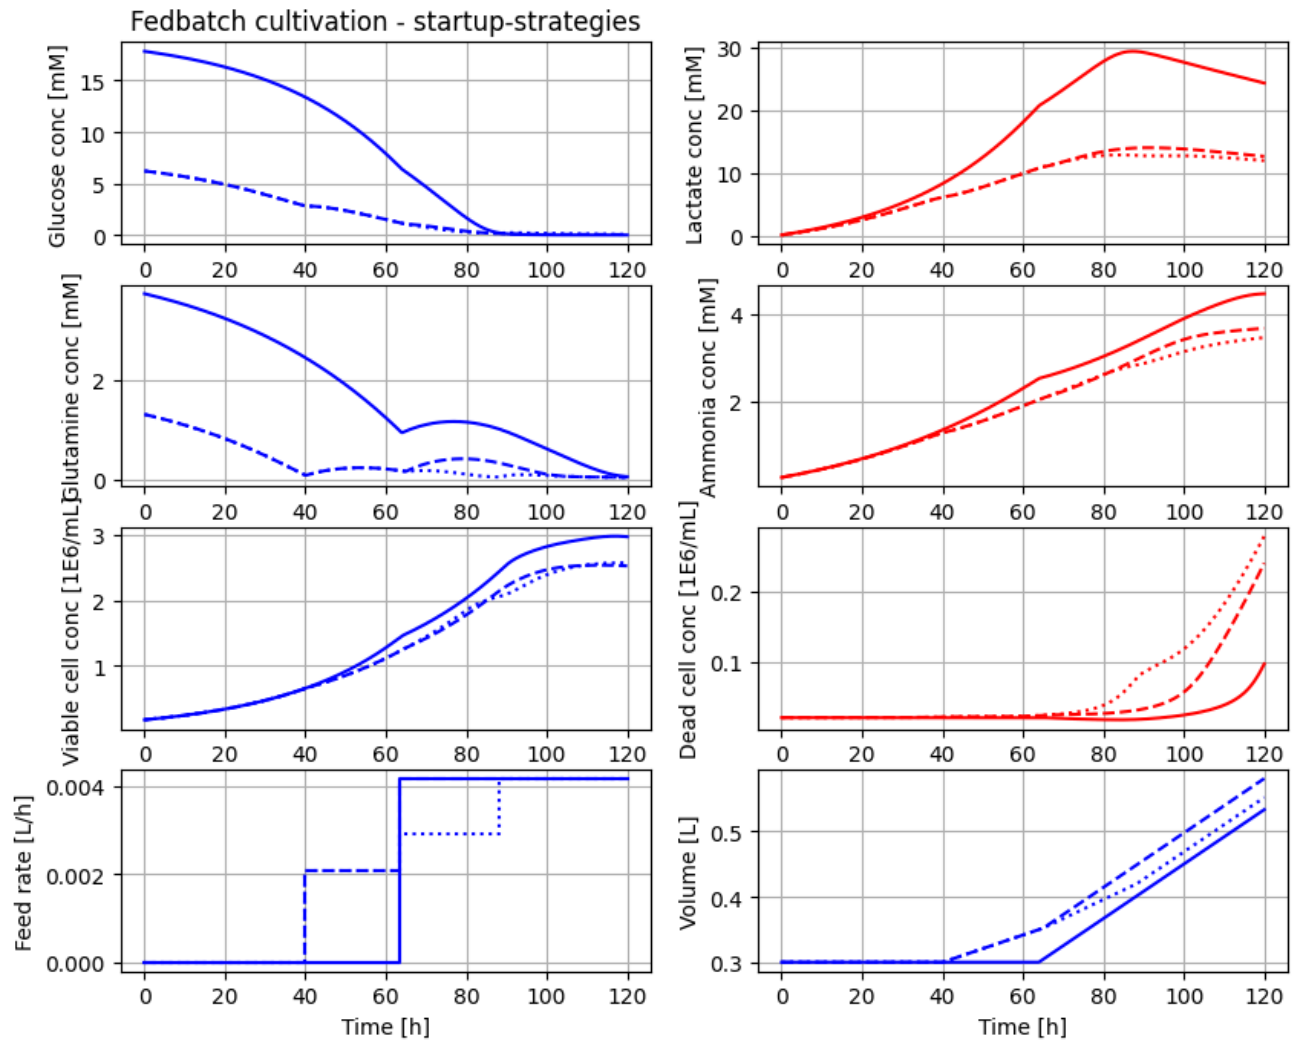 Fedbatch cultivation - startup-strategies
Glucose conc [mM]
15
10
5
0
0 20 40 60 80 100 120
Lactate conc [mM]
30
20
10
0
0 20 40 60 80 100 120
Glutamine conc [mM]
2
0
0 20 40 60 80 100 120
Ammonia conc [mM]
4
2
0 20 40 60 80 100 120
Viable cell conc [1E6/mL]
3
2
1
0 20 40 60 80 100 120
Dead cell conc [1E6/mL]
0.2
0.1
0 20 40 60 80 100 120
Feed rate [L/h]
0.004
0.002
0.000
0 20 40 60 80 100 120
Time [h]
Volume [L]
0.5
0.4
0.3
0 20 40 60 80 100 120
Time [h]